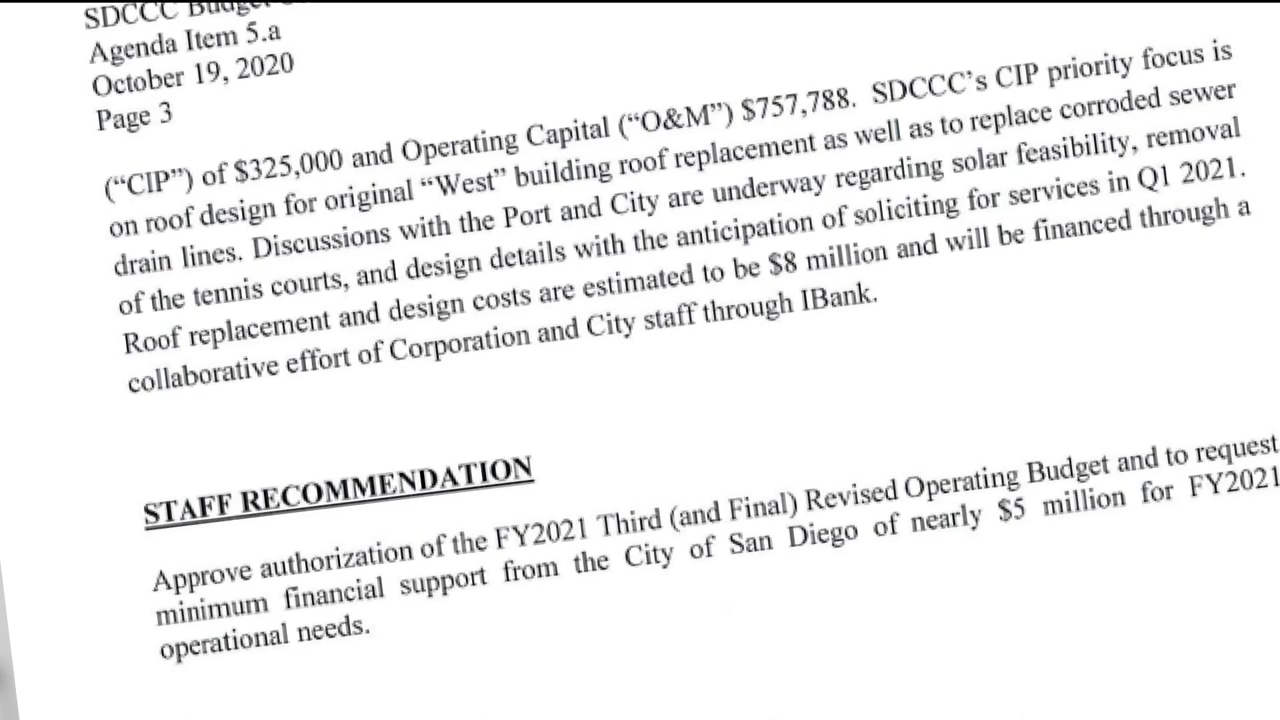 SDCCC Budget
Agenda Item 5.a
October 19, 2020
Page 3
(“CIP”) of $325,000 and Operating Capital (“O&M”) $757,788. SDCCC’s CIP priority focus is
on roof design for original “West” building roof replacement as well as to replace corroded sewer
drain lines. Discussions with the Port and City are underway regarding solar feasibility, removal
of the tennis courts, and design details with the anticipation of soliciting for services in Q1 2021.
Roof replacement and design costs are estimated to be $8 million and will be financed through a
collaborative effort of Corporation and City staff through IBank.
STAFF RECOMMENDATION
Approve authorization of the FY2021 Third (and Final) Revised Operating Budget and to request
minimum financial support from the City of San Diego of nearly $5 million for FY2021
operational needs.